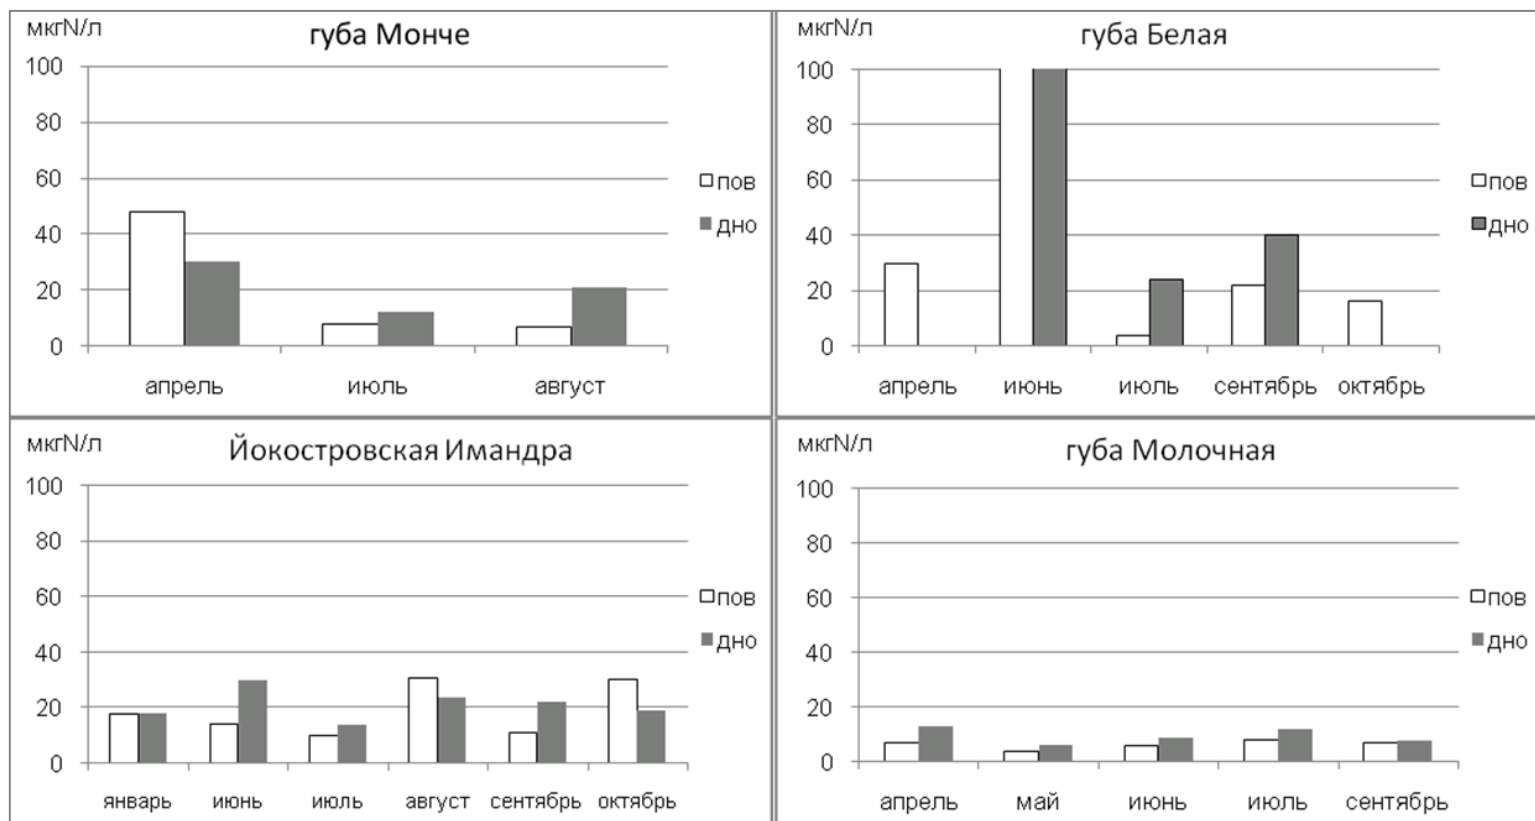 мкгN/л
губа Монче
100
80
60
40
20
0
апрель июль август
пов
дно
мкгN/л
губа Белая
100
80
60
40
20
0
апрель июнь июль сентябрь октябрь
пов
дно
мкгN/л
Йокостровская Имандра
100
80
60
40
20
0
январь июнь июль август сентябрь октябрь
пов
дно
мкгN/л
губа Молочная
100
80
60
40
20
0
апрель май июнь июль сентябрь
пов
дно